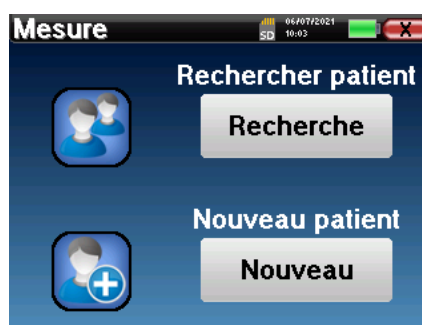 Mesure
SD
06/07/2021
10:03
X
Rechercher patient
Recherche
Nouveau patient
Nouveau